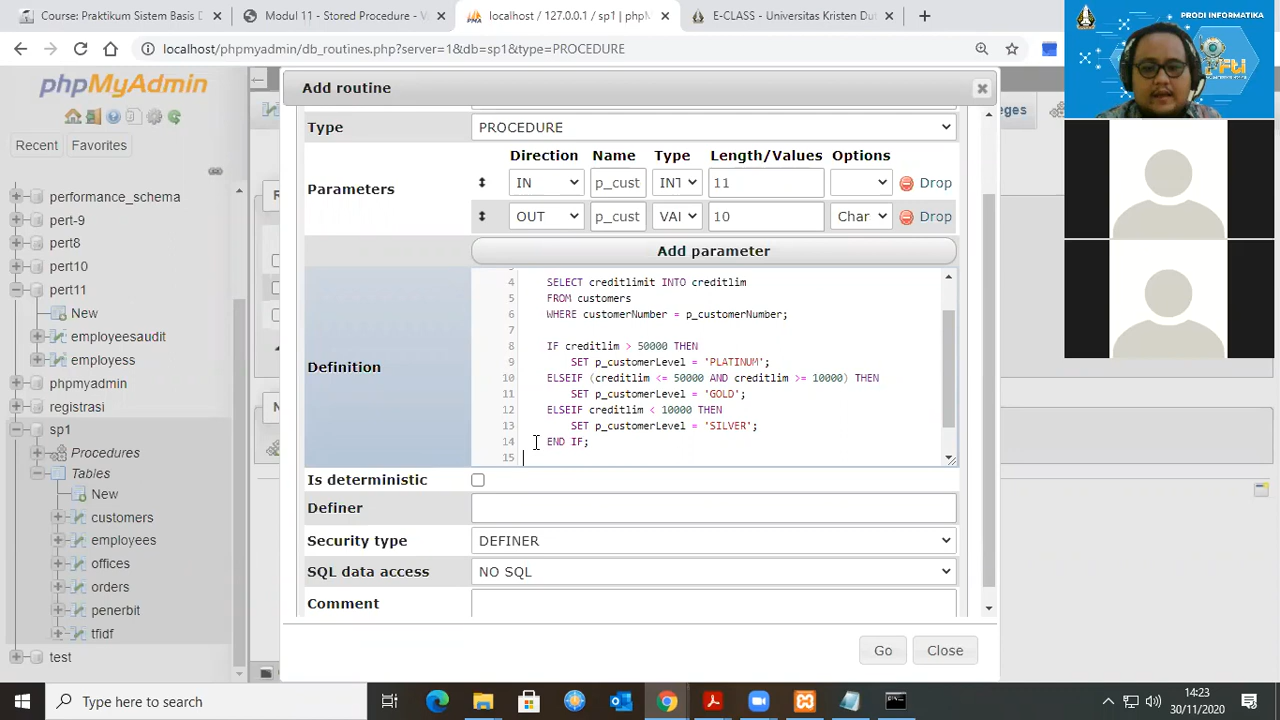 Course: Praktikum Sistem Basis D
Modul 11 - Stored Procedure - V
localhost / 127.0.0.1 / sp1 | phpM
E-CLASS - Universitas Kristen D
PRODI INFORMATIKA
localhost/phpmyadmin/db_routines.php?server=1&db=sp1&type=PROCEDURE
phpMyAdmin
Recent
Favorites
performance_schema
pert-9
pert8
pert10
pert11
New
employeesaudit
employess
phpmyadmin
registrasi
sp1
Procedures
Tables
New
customers
employees
offices
orders
penerbit
tfidf
test
Add routine
Type
PROCEDURE
Parameters
Direction Name Type Length/Values Options
IN p_cust INT 11 Drop
OUT p_cust VAI 10 Char Drop
Add parameter
Definition
4 SELECT creditlimit INTO creditlim
5 FROM customers
6 WHERE customerNumber = p_customerNumber;
7
8 IF creditlim > 50000 THEN
9 SET p_customerLevel = 'PLATINUM';
10 ELSEIF (creditlim <= 50000 AND creditlim >= 10000) THEN
11 SET p_customerLevel = 'GOLD';
12 ELSEIF creditlim < 10000 THEN
13 SET p_customerLevel = 'SILVER';
14 END IF;
15
Is deterministic
Definer
Security type
DEFINER
SQL data access
NO SQL
Comment
Go
Close
eges
Type here to search
14:23
30/11/2020